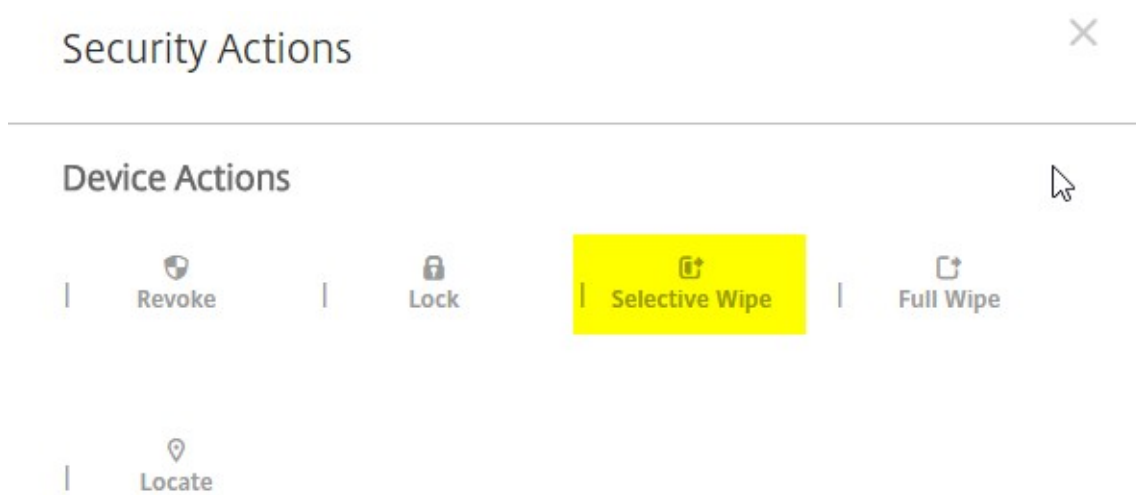 Security Actions
Device Actions
Revoke
Lock
Selective Wipe
Full Wipe
Locate